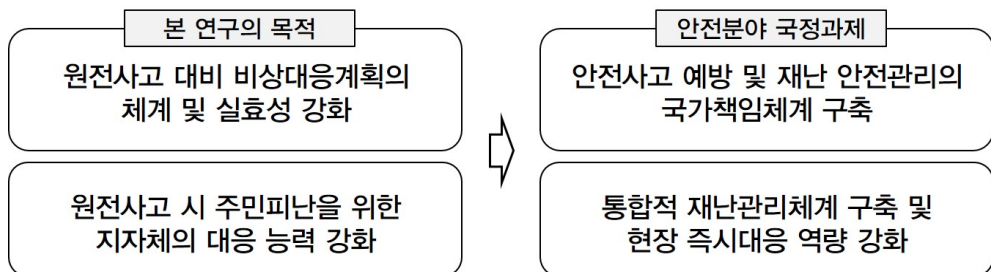 본 연구의 목적
원전사고 대비 비상대응계획의
체계 및 실효성 강화
원전사고 시 주민피난을 위한
지자체의 대응 능력 강화
안전분야 국정과제
안전사고 예방 및 재난 안전관리의
국가책임체계 구축
통합적 재난관리체계 구축 및
현장 즉시대응 역량 강화